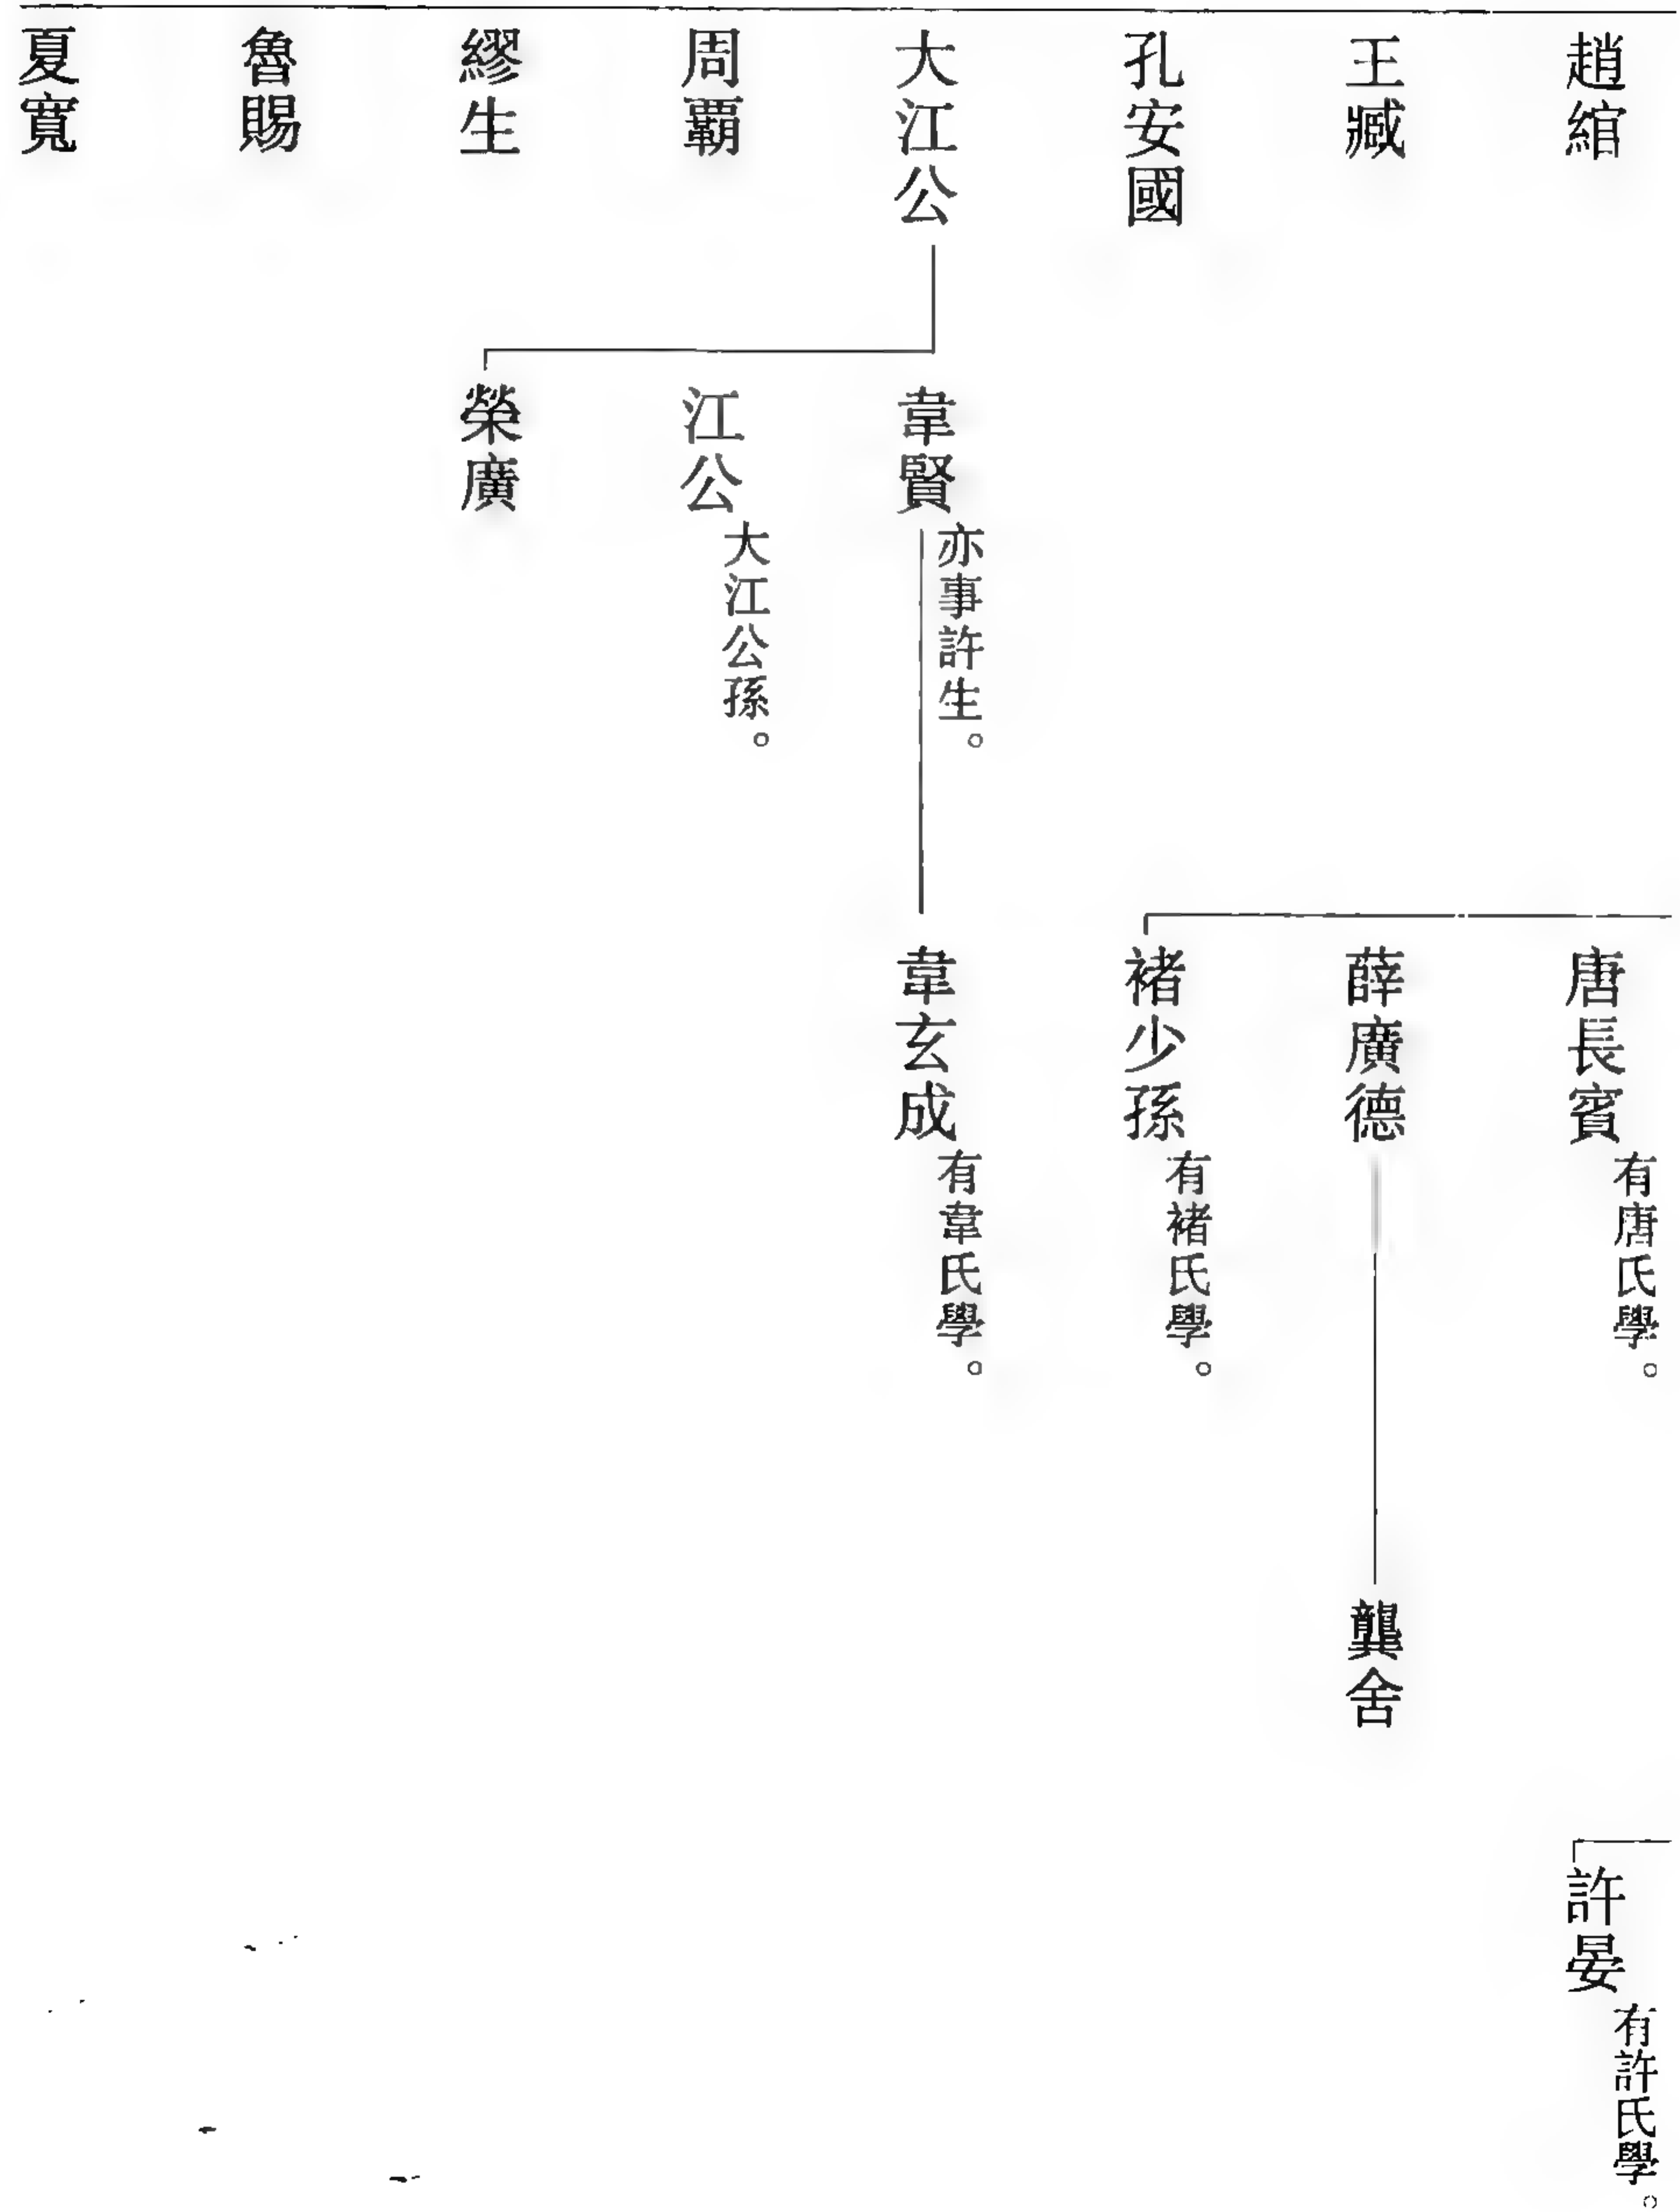 趙綰
唐長賓有唐氏學。
許晏有許氏學。
王臧
薛廣德
龔舍
孔安國
褚少孫有褚氏學。
大江公
韋賢亦事許生。
韋玄成有韋氏學。
周霸
江公大江公孫。
繆生
榮廣
魯賜
夏寬